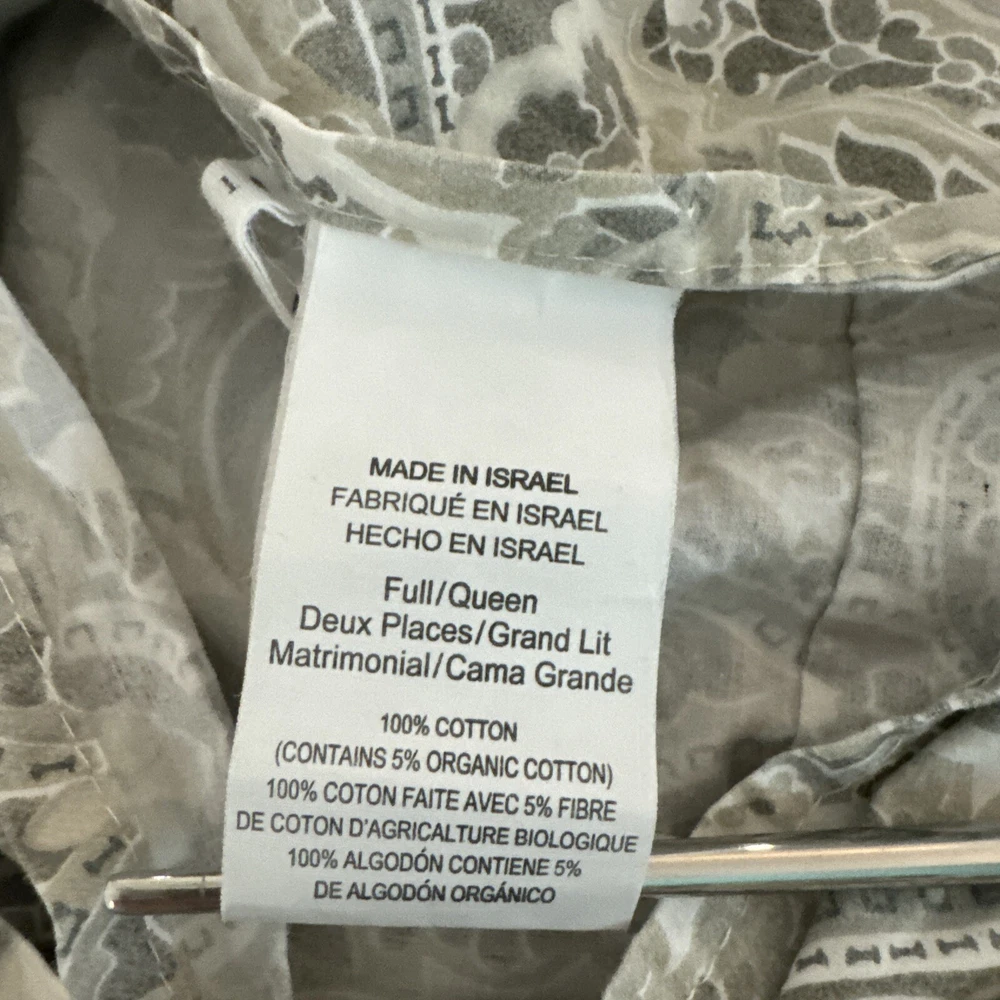 MADE IN ISRAEL
FABRIQUÉ EN ISRAEL
HECHO EN ISRAEL
Full/Queen
Deux Places/Grand Lit
Matrimonial/Cama Grande
100% COTTON
(CONTAINS 5% ORGANIC COTTON)
100% COTON FAITE AVEC 5% FIBRE
DE COTON D'AGRICALTURE BIOLOGIQUE
100% ALGODÓN CONTIENE 5%
DE ALGODÓN ORGÁNICO